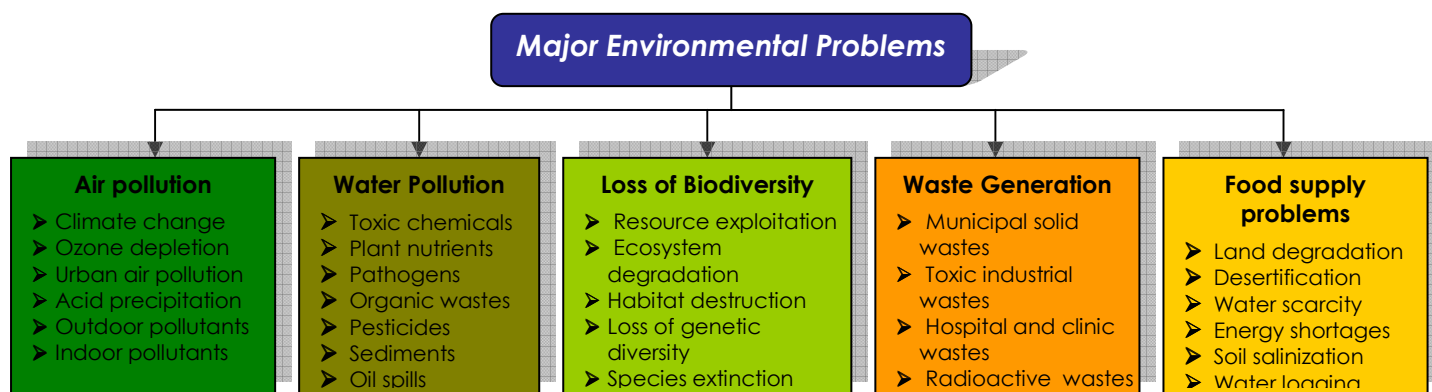 Major Environmental Problems
Air pollution
➢ Climate change
➢ Ozone depletion
➢ Urban air pollution
➢ Acid precipitation
➢ Outdoor pollutants
➢ Indoor pollutants
Water Pollution
➢ Toxic chemicals
➢ Plant nutrients
➢ Pathogens
➢ Organic wastes
➢ Pesticides
➢ Sediments
➢ Oil spills
Loss of Biodiversity
➢ Resource exploitation
➢ Ecosystem
degradation
➢ Habitat destruction
➢ Loss of genetic
diversity
➢ Species extinction
Waste Generation
➢ Municipal solid
wastes
➢ Toxic industrial
wastes
➢ Hospital and clinic
wastes
➢ Radioactive wastes
Food supply
problems
➢ Land degradation
➢ Desertification
➢ Water scarcity
➢ Energy shortages
➢ Soil salinization
➢ Water logging